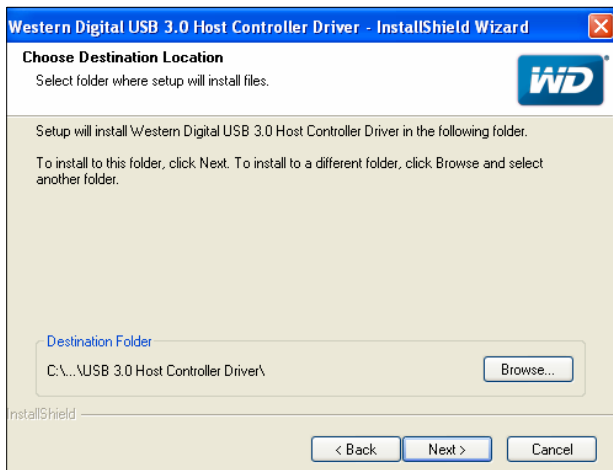 Western Digital USB 3.0 Host Controller Driver - InstallShield Wizard
Choose Destination Location
Select folder where setup will install files.
WD
Setup will install Western Digital USB 3.0 Host Controller Driver in the following folder.
To install to this folder, click Next. To install to a different folder, click Browse and select
another folder.
Destination Folder
C:\...\USB 3.0 Host Controller Driver\
Browse...
InstallShield
< Back
Next >
Cancel